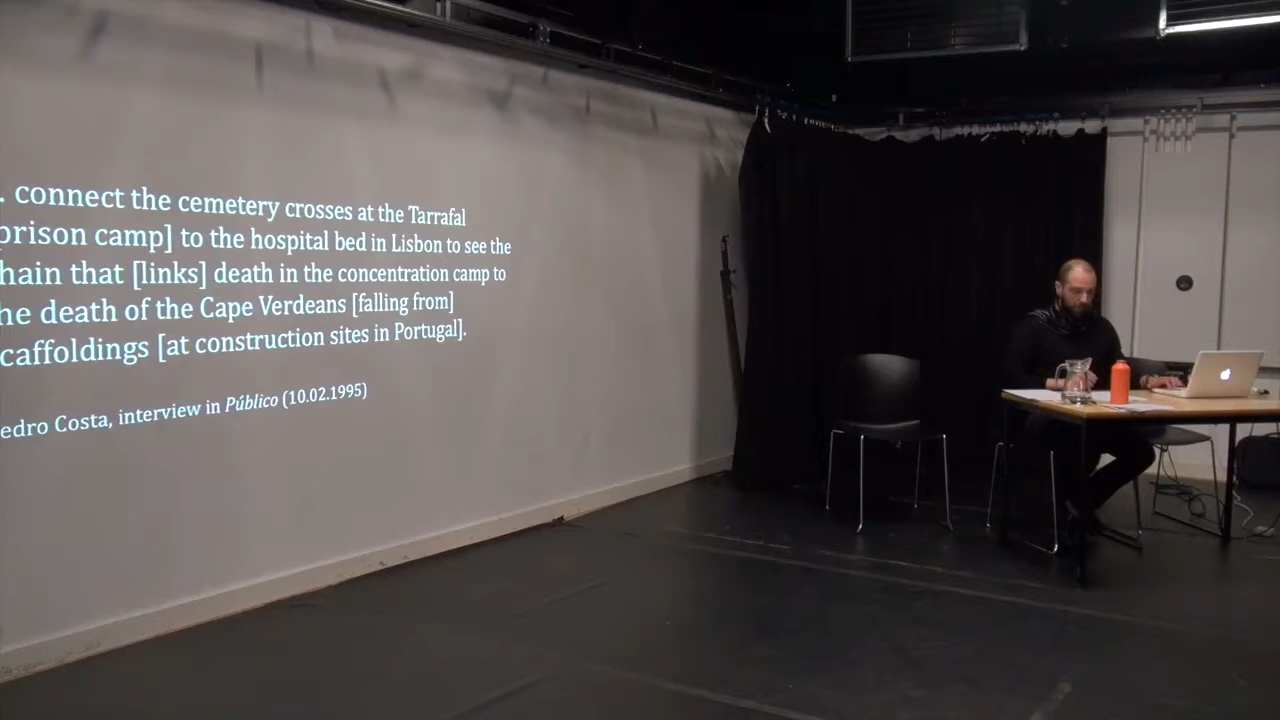 . connect the cemetery crosses at the Tarrafal
prison camp] to the hospital bed in Lisbon to see the
hain that [links] death in the concentration camp to
he death of the Cape Verdeans [falling from]
caffoldings [at construction sites in Portugal].
edro Costa, interview in Público (10.02.1995)